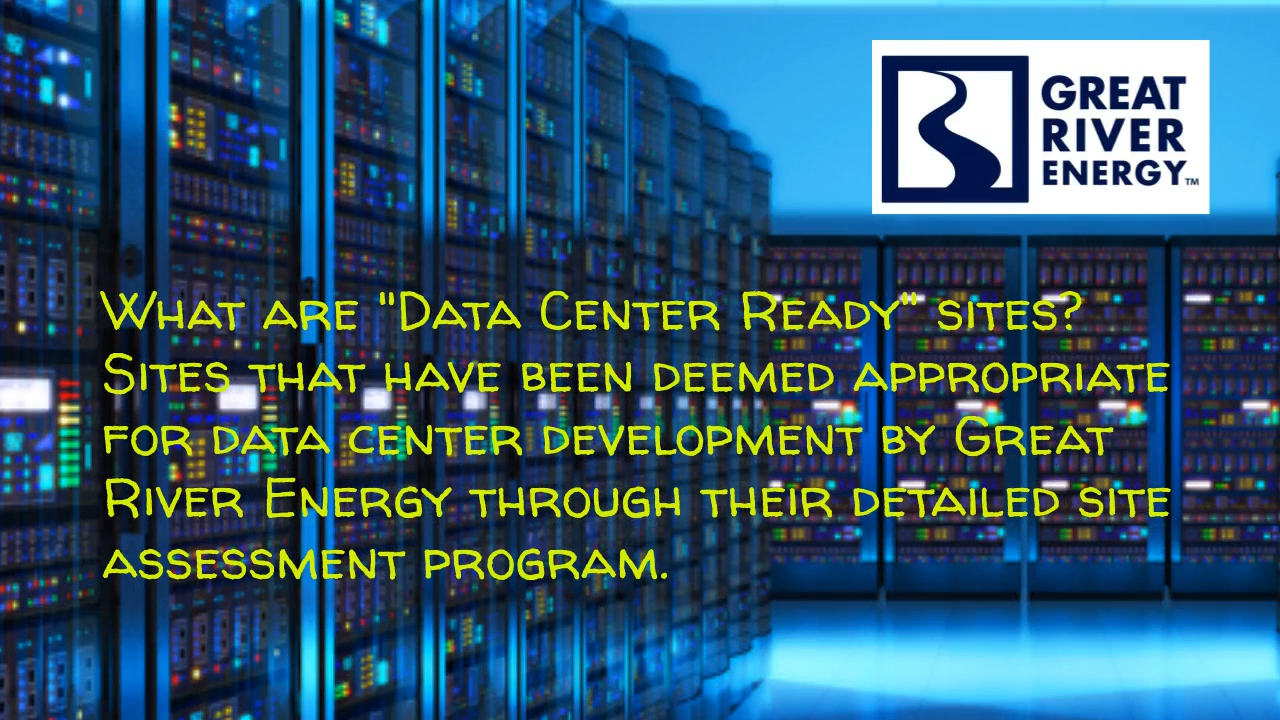 GREAT
RIVER
ENERGY™
What are "Data Center Ready" sites?
Sites that have been deemed appropriate
for data center development by Great
River Energy through their detailed site
assessment program.